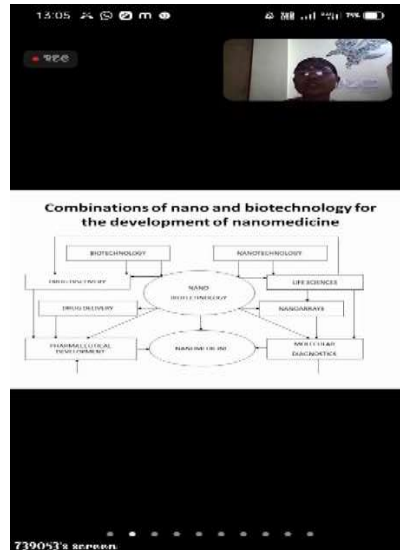 13:05
REC
Combinations of nano and biotechnology for
the development of nanomedicine
BIOTECHNOLOGY
NANOTECHNOLOGY
DRUG DISCOVERY
NANO
BIOTECHNOLOGY
LIFE SCIENCES
DRUG DELIVERY
NANOARRAYS
PHARMACEUTICAL
DEVELOPMENT
NANOMEDICINE
MOLECULAR
DIAGNOSTICS
739053's screen